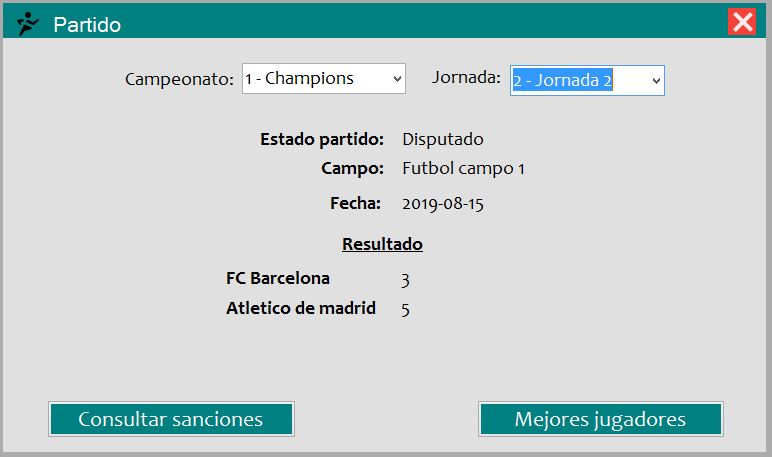 Partido
Campeonato: 1 - Champions Jornada: 2 - Jornada 2
Estado partido: Disputado
Campo: Futbol campo 1
Fecha: 2019-08-15
Resultado
FC Barcelona 3
Atletico de madrid 5
Consultar sanciones Mejores jugadores